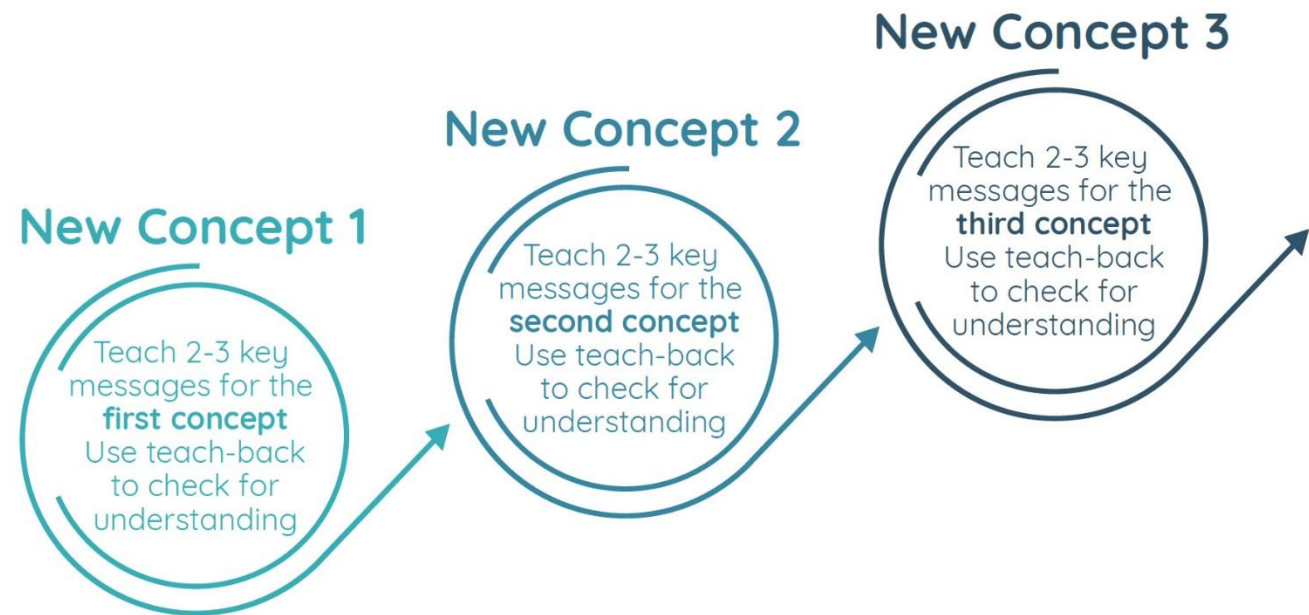 New Concept 1
Teach 2-3 key
messages for the
first concept
Use teach-back
to check for
understanding
New Concept 2
Teach 2-3 key
messages for the
second concept
Use teach-back
to check for
understanding
New Concept 3
Teach 2-3 key
messages for the
third concept
Use teach-back
to check for
understanding